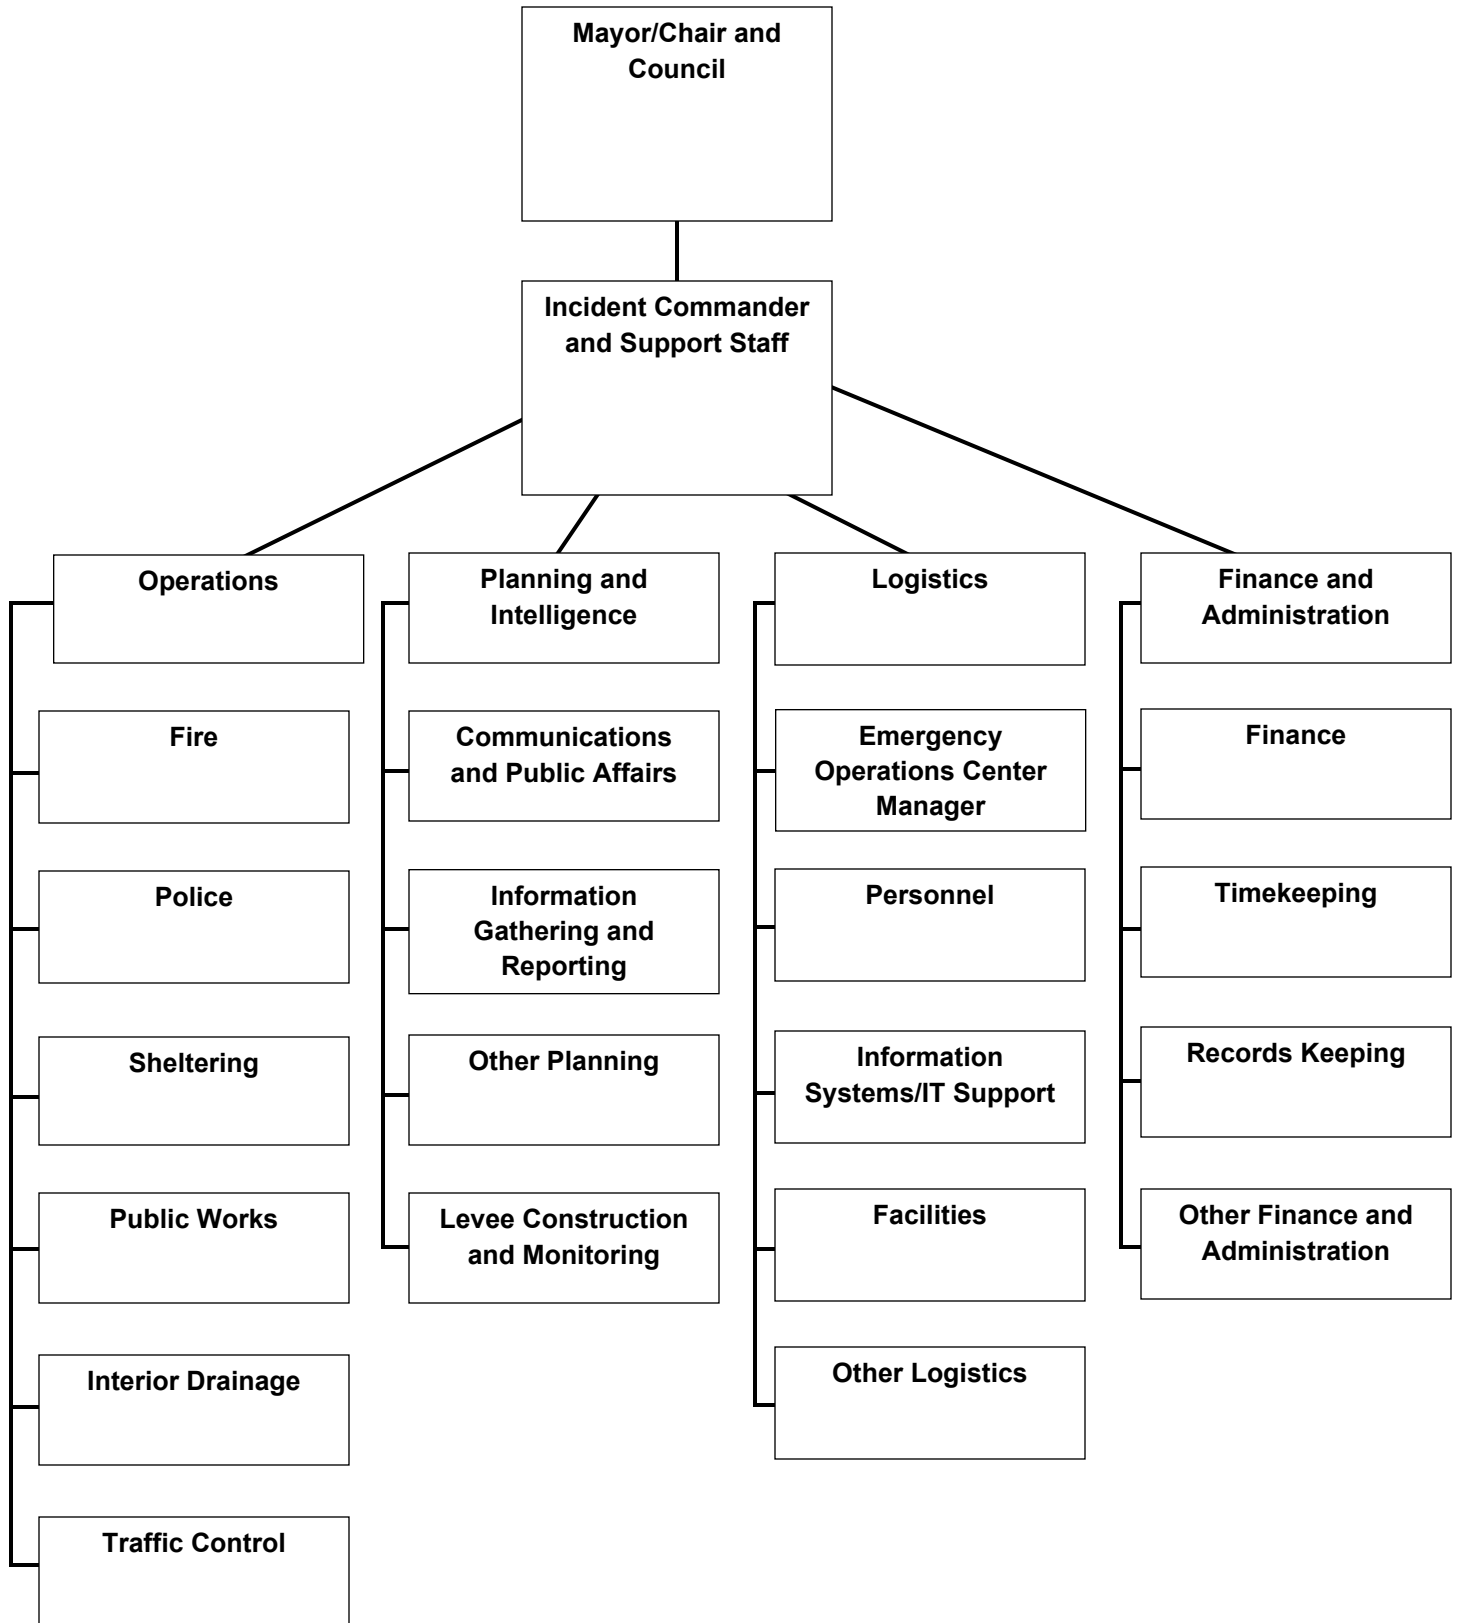 Mayor/Chair and
Council
Incident Commander
and Support Staff
Operations
Planning and
Intelligence
Logistics
Finance and
Administration
Fire
Communications
and Public Affairs
Emergency
Operations Center
Manager
Finance
Police
Information
Gathering and
Reporting
Personnel
Timekeeping
Sheltering
Other Planning
Information
Systems/IT Support
Records Keeping
Public Works
Levee Construction
and Monitoring
Facilities
Other Finance and
Administration
Interior Drainage
Other Logistics
Traffic Control